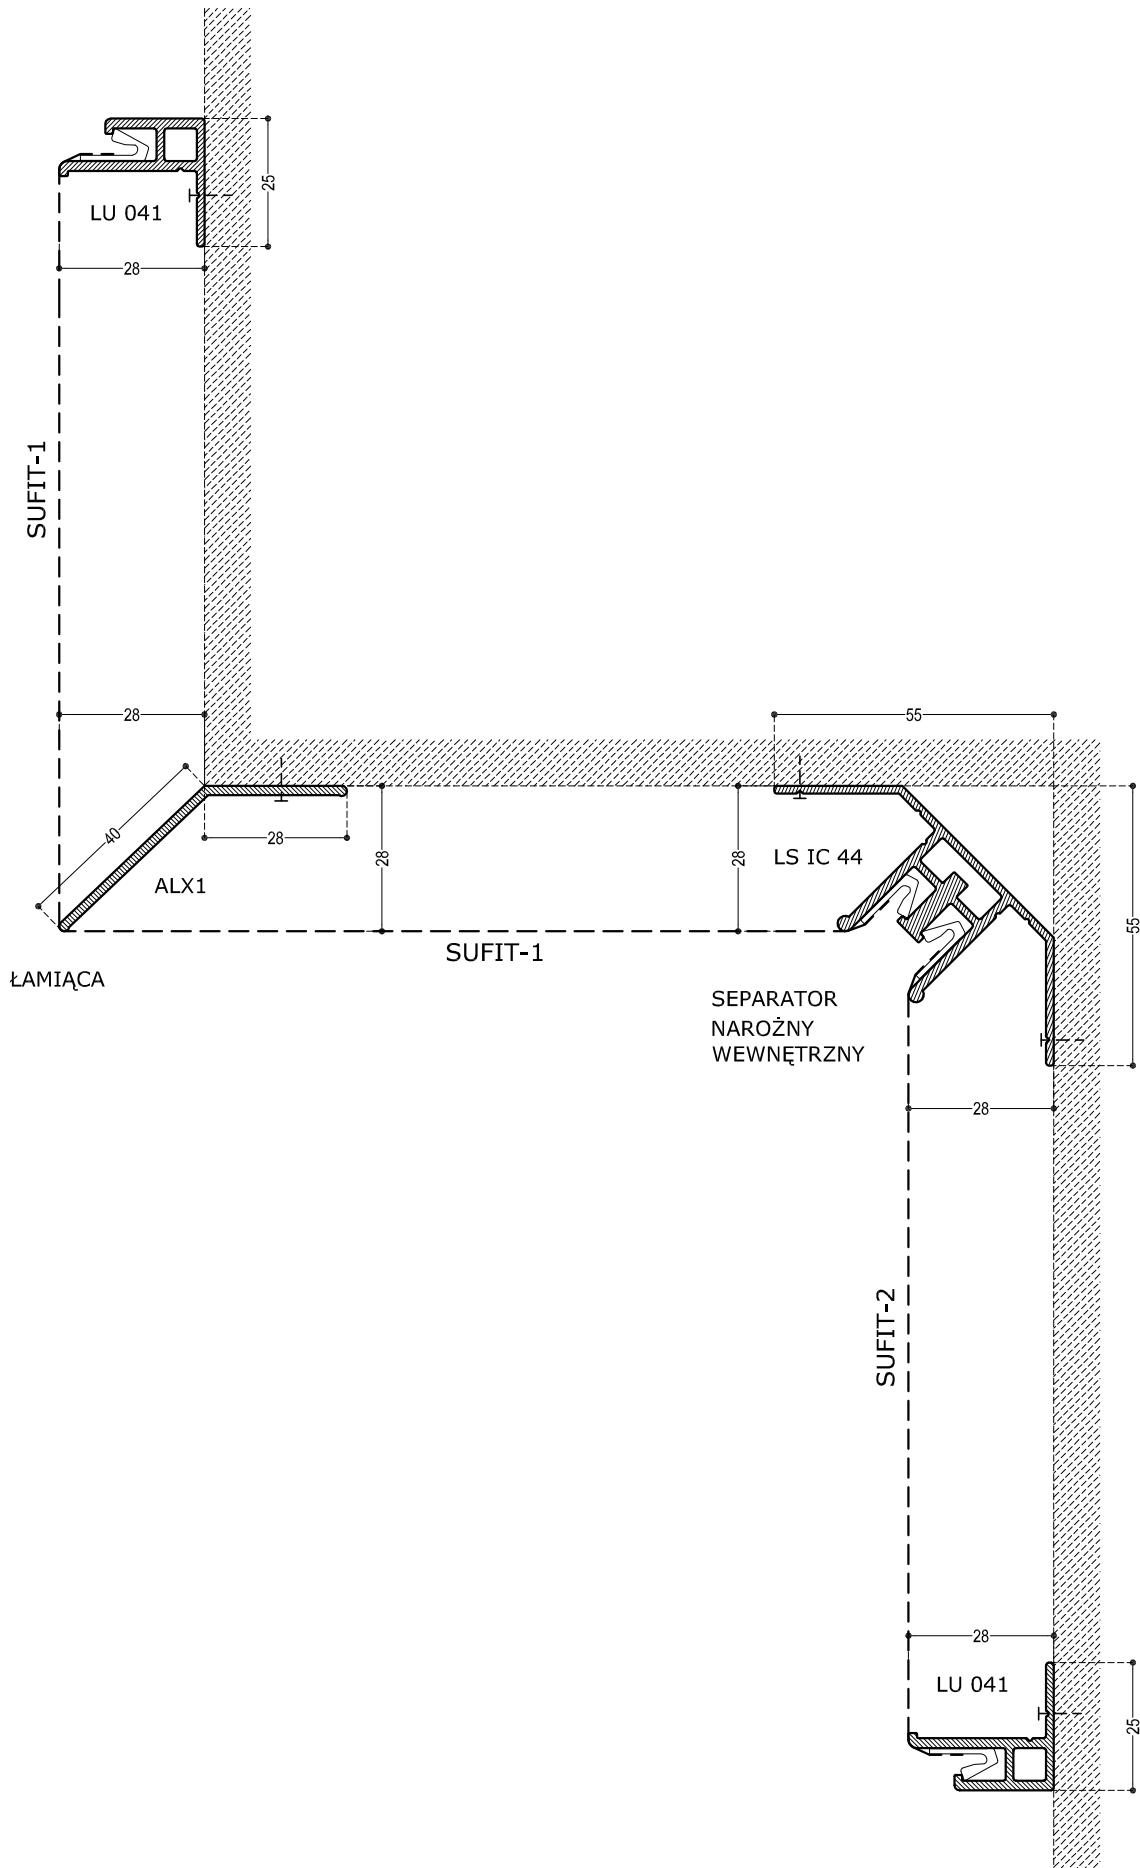 25
LU 041
28
SUFIT-1
28
55
40
28
ALX1
28
28
LS IC 44
55
SUFIT-1
ŁAMIĄCA
SEPARATOR
NAROŻNY
WEWNĘTRZNY
28
SUFIT-2
28
LU 041
25